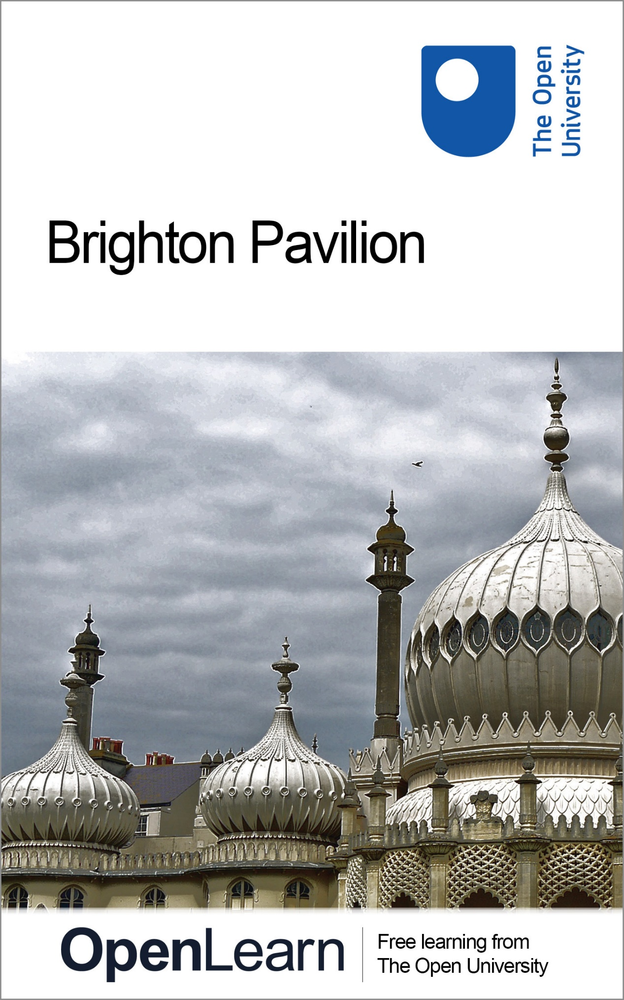 The Open
University
Brighton Pavilion
OpenLearn
Free learning from
The Open University